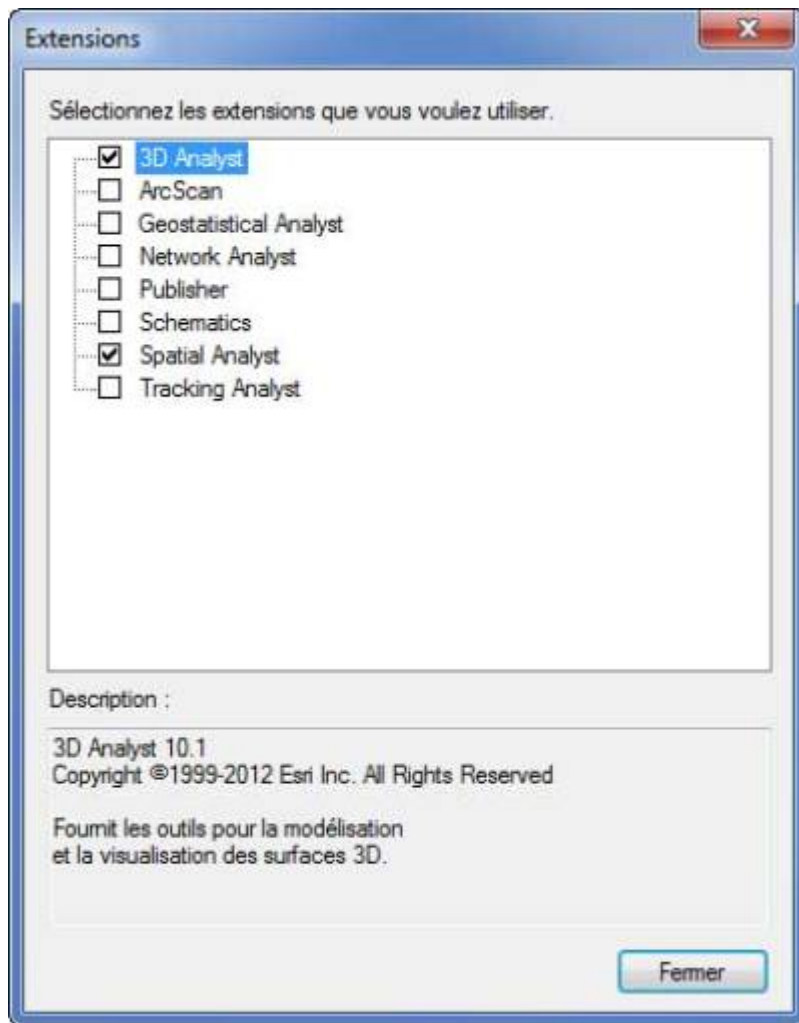 Extensions
Sélectionnez les extensions que vous voulez utiliser.
3D Analyst
ArcScan
Geostatistical Analyst
Network Analyst
Publisher
Schematics
Spatial Analyst
Tracking Analyst
Description :
3D Analyst 10.1
Copyright ©1999-2012 Esri Inc. All Rights Reserved
Fournit les outils pour la modélisation
et la visualisation des surfaces 3D.
Fermer